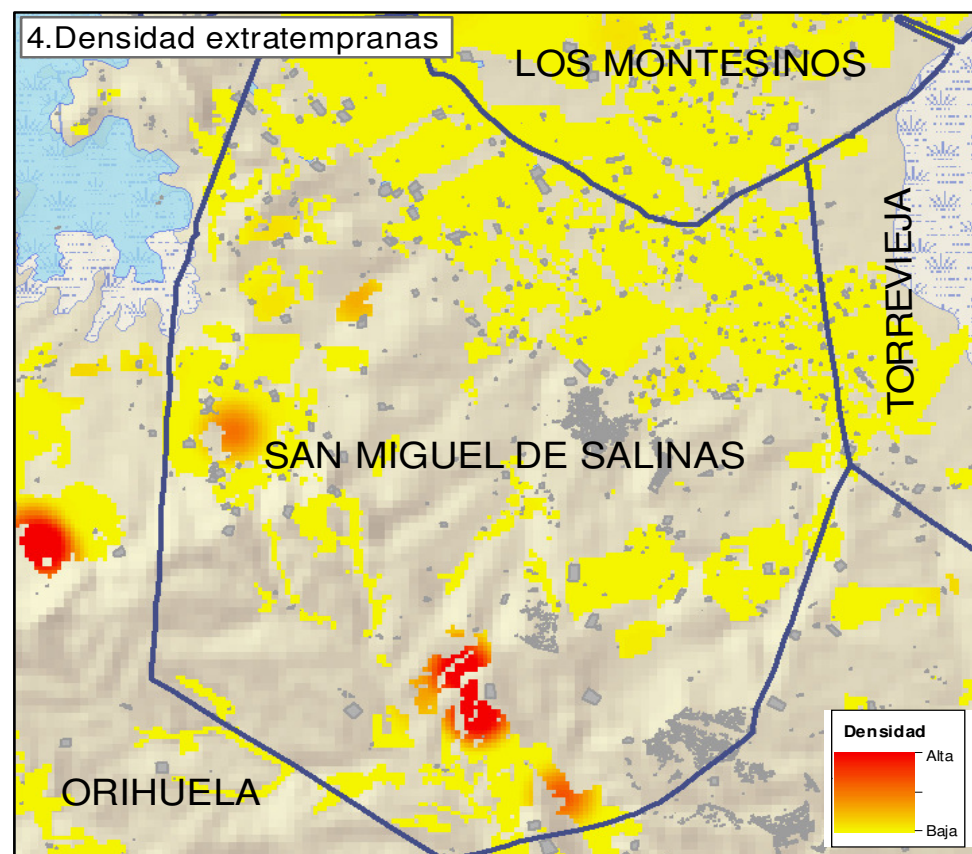 4.Densidad extratempranas
LOS MONTESINOS
TORREVIEJA
SAN MIGUEL DE SALINAS
ORIHUELA
Densidad
Alta
Baja